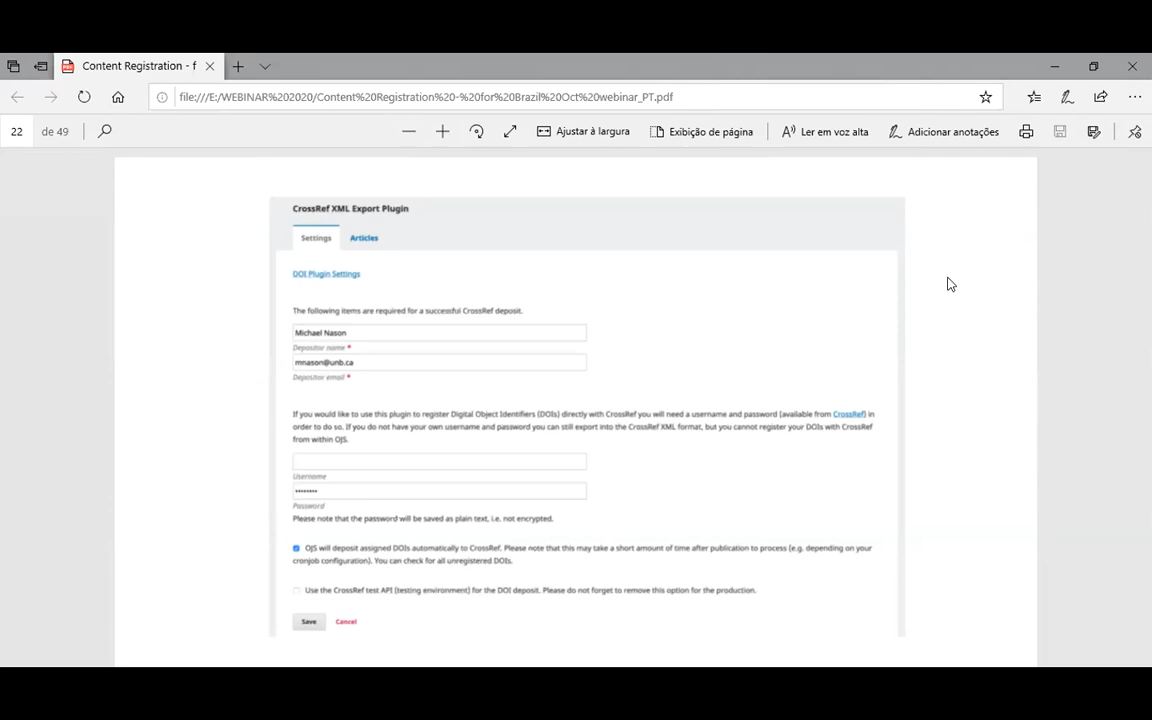 Content Registration - f
file:///E:/WEBINAR%202020/Content%20Registration%20-%20for%20Brazil%20Oct%20webinar_PT.pdf
22 de 49 Ajustar à largura Exibição de página Ler em voz alta Adicionar anotações
CrossRef XML Export Plugin
Settings Articles
DOI Plugin Settings
The following items are required for a successful CrossRef deposit.
Michael Nason
Depositor name *
mnason@unb.ca
Depositor email *
If you would like to use this plugin to register Digital Object Identifiers (DOIs) directly with CrossRef you will need a username and password (available from CrossRef) in
order to do so. If you do not have your own username and password you can still export into the CrossRef XML format, but you cannot register your DOIs with CrossRef
from within OJS.
Username
••••••••
Password
Please note that the password will be saved as plain text, i.e. not encrypted.
OJS will deposit assigned DOIs automatically to CrossRef. Please note that this may take a short amount of time after publication to process (e.g. depending on your
cronjob configuration). You can check for all unregistered DOIs.
Use the CrossRef test API (testing environment) for the DOI deposit. Please do not forget to remove this option for the production.
Save Cancel